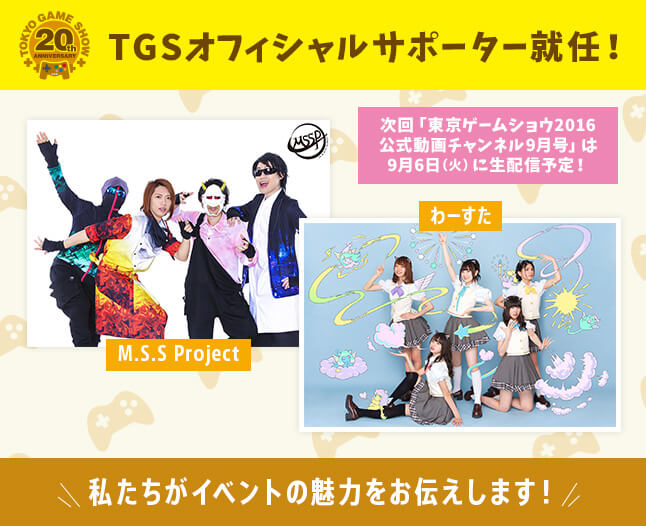 TOKYO GAME SHOW
20th
ANNIVERSARY
TGSオフィシャルサポーター就任！
MSSP
次回「東京ゲームショウ2016
公式動画チャンネル9月号」は
9月6日(火)に生配信予定！
わーすた
M.S.S Project
私たちがイベントの魅力をお伝えします！